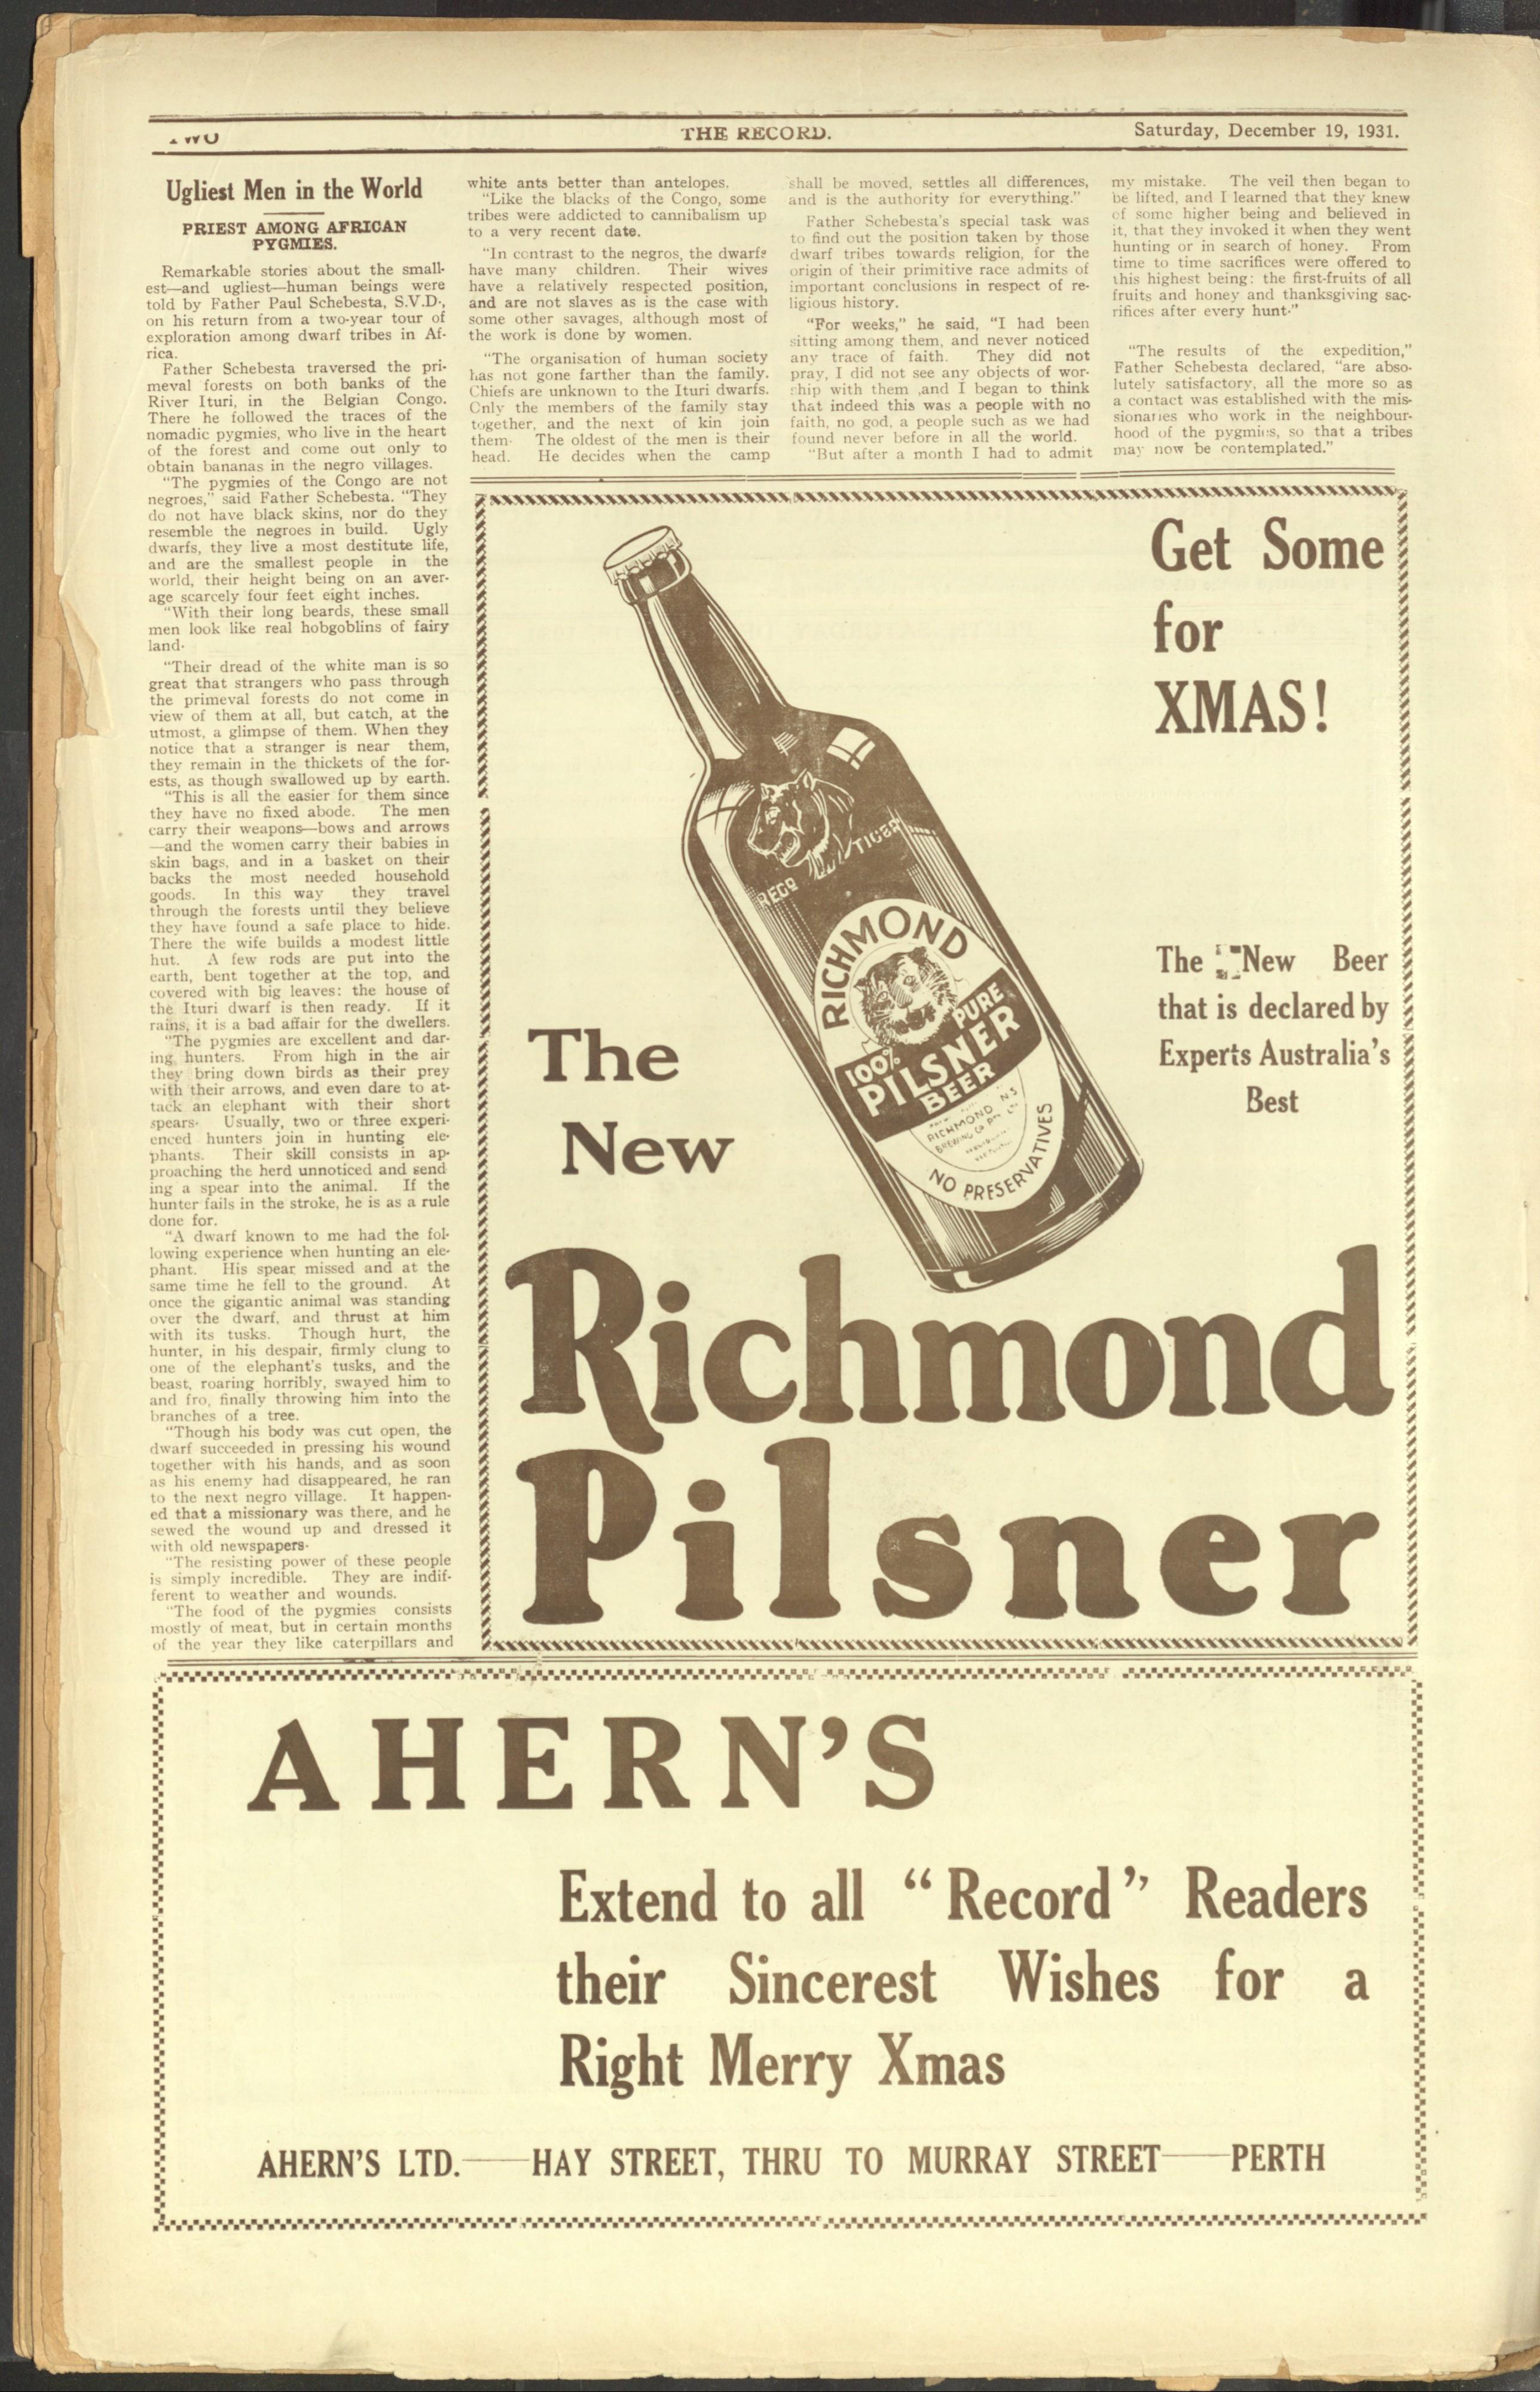 TWO
THE RECORD.
Saturday, December 19, 1931.
Ugliest Men in the World
PRIEST AMONG AFRICAN
PYGMIES.
Remarkable stories about the small-
est—and ugliest—human beings were
told by Father Paul Schebesta, S.V.D.,
on his return from a two-year tour of
exploration among dwarf tribes in Af-
rica.
Father Schebesta traversed the pri-
meval forests on both banks of the
River Ituri, in the Belgian Congo.
There he followed the traces of the
nomadic pygmies, who live in the heart
of the forest and come out only to
obtain bananas in the negro villages.
"The pygmies of the Congo are not
negroes," said Father Schebesta. "They
do not have black skins, nor do they
resemble the negroes in build. Ugly
dwarfs, they live a most destitute life,
and are the smallest people in the
world, their height being on an aver-
age scarcely four feet eight inches.
"With their long beards, these small
men look like real hobgoblins of fairy
land.
"Their dread of the white man is so
great that strangers who pass through
the primeval forests do not come in
view of them at all, but catch, at the
utmost, a glimpse of them. When they
notice that a stranger is near them,
they remain in the thickets of the for-
ests, as though swallowed up by earth.
"This is all the easier for them since
they have no fixed abode. The men
carry their weapons—bows and arrows
—and the women carry their babies in
skin bags, and in a basket on their
backs the most needed household
goods. In this way they travel
through the forests until they believe
they have found a safe place to hide.
There the wife builds a modest little
hut. A few rods are put into the
earth, bent together at the top, and
covered with big leaves: the house of
the Ituri dwarf is then ready. If it
rains, it is a bad affair for the dwellers.
"The pygmies are excellent and dar-
ing hunters. From high in the air
they bring down birds as their prey
with their arrows, and even dare to at-
tack an elephant with their short
spears. Usually, two or three experi-
enced hunters join in hunting ele-
phants. Their skill consists in ap-
proaching the herd unnoticed and send
ing a spear into the animal. If the
hunter fails in the stroke, he is as a rule
done for.
"A dwarf known to me had the fol-
lowing experience when hunting an ele-
phant. His spear missed and at the
same time he fell to the ground. At
once the gigantic animal was standing
over the dwarf, and thrust at him
with its tusks. Though hurt, the
hunter, in his despair, firmly clung to
one of the elephant's tusks, and the
beast, roaring horribly, swayed him to
and fro, finally throwing him into the
branches of a tree.
"Though his body was cut open, the
dwarf succeeded in pressing his wound
together with his hands, and as soon
as his enemy had disappeared, he ran
to the next negro village. It happen-
ed that a missionary was there, and he
sewed the wound up and dressed it
with old newspapers.
"The resisting power of these people
is simply incredible. They are indif-
ferent to weather and wounds.
"The food of the pygmies consists
mostly of meat, but in certain months
of the year they like caterpillars and
white ants better than antelopes.
"Like the blacks of the Congo, some
tribes were addicted to cannibalism up
to a very recent date.
"In contrast to the negros, the dwarfs
have many children. Their wives
have a relatively respected position,
and are not slaves as is the case with
some other savages, although most of
the work is done by women.
"The organisation of human society
has not gone farther than the family.
Chiefs are unknown to the Ituri dwarfs.
Only the members of the family stay
together, and the next of kin join
them. The oldest of the men is their
head. He decides when the camp
shall be moved, settles all differences,
and is the authority for everything."
Father Schebesta's special task was
to find out the position taken by those
dwarf tribes towards religion, for the
origin of their primitive race admits of
important conclusions in respect of re-
ligious history.
"For weeks," he said, "I had been
sitting among them, and never noticed
any trace of faith. They did not
pray, I did not see any objects of wor-
ship with them ,and I began to think
that indeed this was a people with no
faith, no god, a people such as we had
found never before in all the world.
"But after a month I had to admit
my mistake. The veil then began to
be lifted, and I learned that they knew
of some higher being and believed in
it, that they invoked it when they went
hunting or in search of honey. From
time to time sacrifices were offered to
this highest being: the first-fruits of all
fruits and honey and thanksgiving sac-
rifices after every hunt."
"The results of the expedition,"
Father Schebesta declared, "are abso-
lutely satisfactory, all the more so as
a contact was established with the mis-
sionaries who work in the neighbour-
hood of the pygmies, so that a tribes
may now be contemplated."
Get Some
for
XMAS!
REGD TIGER
RICHMOND
100% PURE
PILSNER
BEER
RICHMOND N.S.
BREWING CO PTY LTD
NO PRESERVATIVES
The New Beer
that is declared by
Experts Australia's
Best
The
New
Richmond
Pilsner
AHERN'S
Extend to all "Record" Readers
their Sincerest Wishes for a
Right Merry Xmas
AHERN'S LTD.——HAY STREET, THRU TO MURRAY STREET——PERTH